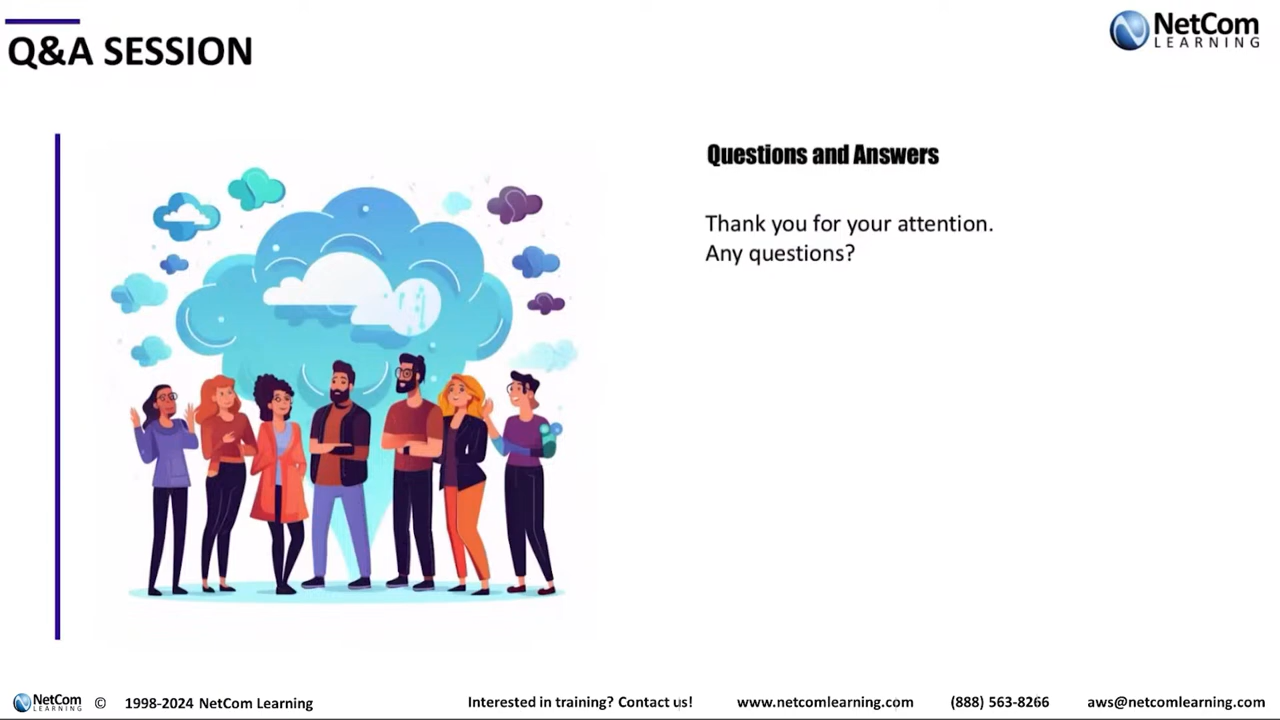 Q&A SESSION
NetCom
LEARNING
Questions and Answers
Thank you for your attention.
Any questions?
NetCom
LEARNING
© 1998-2024 NetCom Learning
Interested in training? Contact us!
www.netcomlearning.com
(888) 563-8266
aws@netcomlearning.com